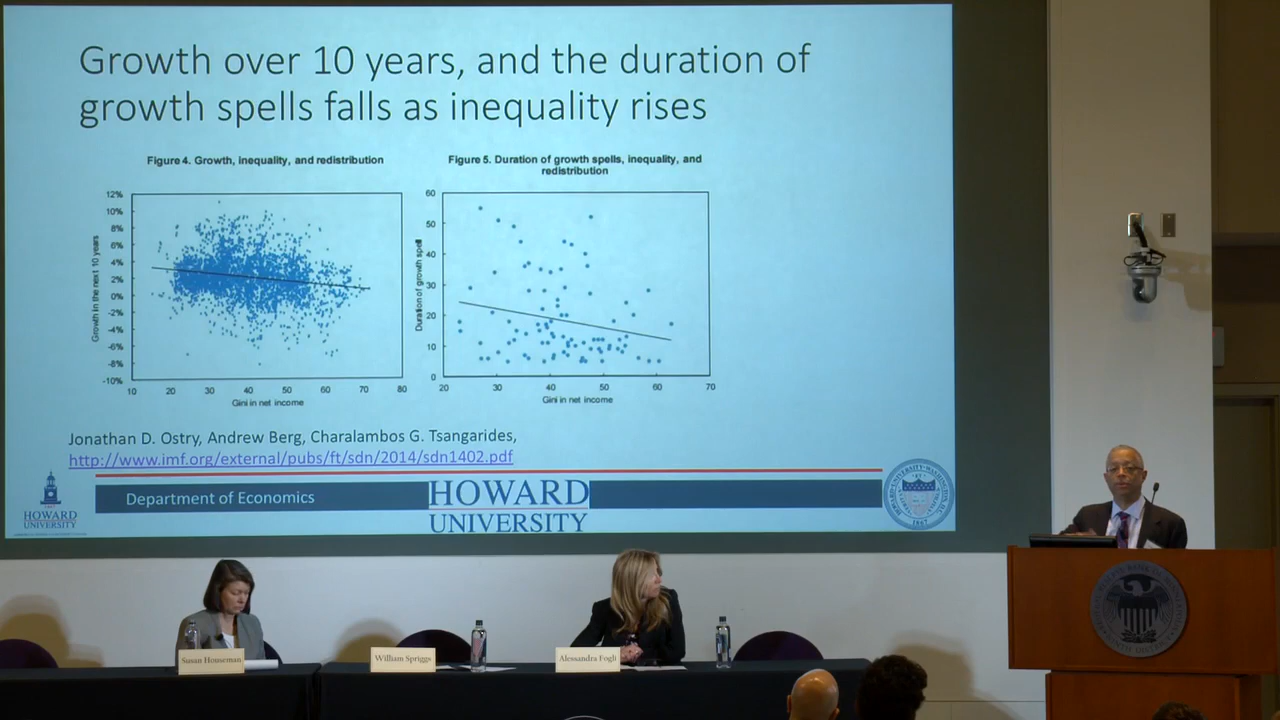 Growth over 10 years, and the duration of
growth spells falls as inequality rises
Figure 4. Growth, inequality, and redistribution
12%
10%
8%
6%
4%
2%
0%
-2%
-4%
-6%
-8%
-10%
Growth in the next 10 years
10 20 30 40 50 60 70 80
Gini in net income
Figure 5. Duration of growth spells, inequality, and
redistribution
60
50
40
30
20
10
0
Duration of growth spell
20 30 40 50 60 70
Gini in net income
Jonathan D. Ostry, Andrew Berg, Charalambos G. Tsangarides,
http://www.imf.org/external/pubs/ft/sdn/2014/sdn1402.pdf
HOWARD
UNIVERSITY
Department of Economics
HOWARD
UNIVERSITY
1867
Susan Houseman
William Spriggs
Alessandra Fogli